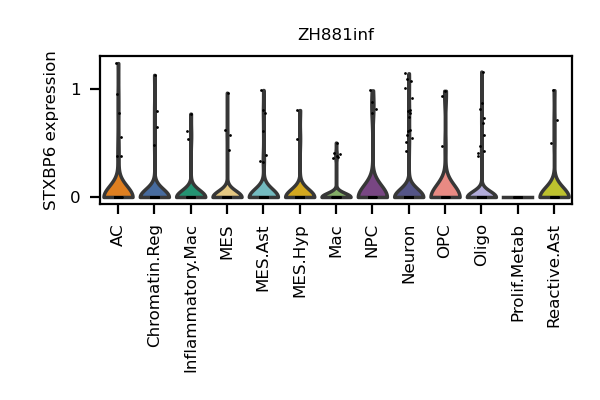 ZH881inf
STXBP6 expression
1
0
AC
Chromatin.Reg
Inflammatory.Mac
MES
MES.Ast
MES.Hyp
Mac
NPC
Neuron
OPC
Oligo
Prolif.Metab
Reactive.Ast